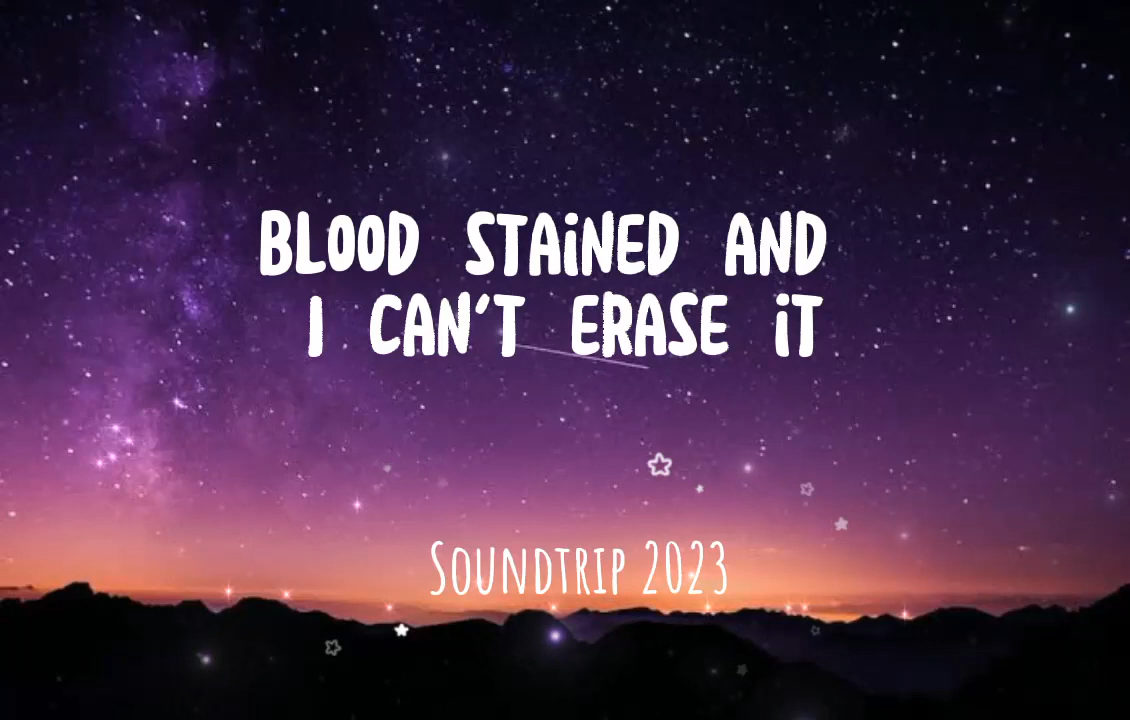 BLOOD STAINED AND
I CAN'T ERASE IT
SOUNDTRIP 2023